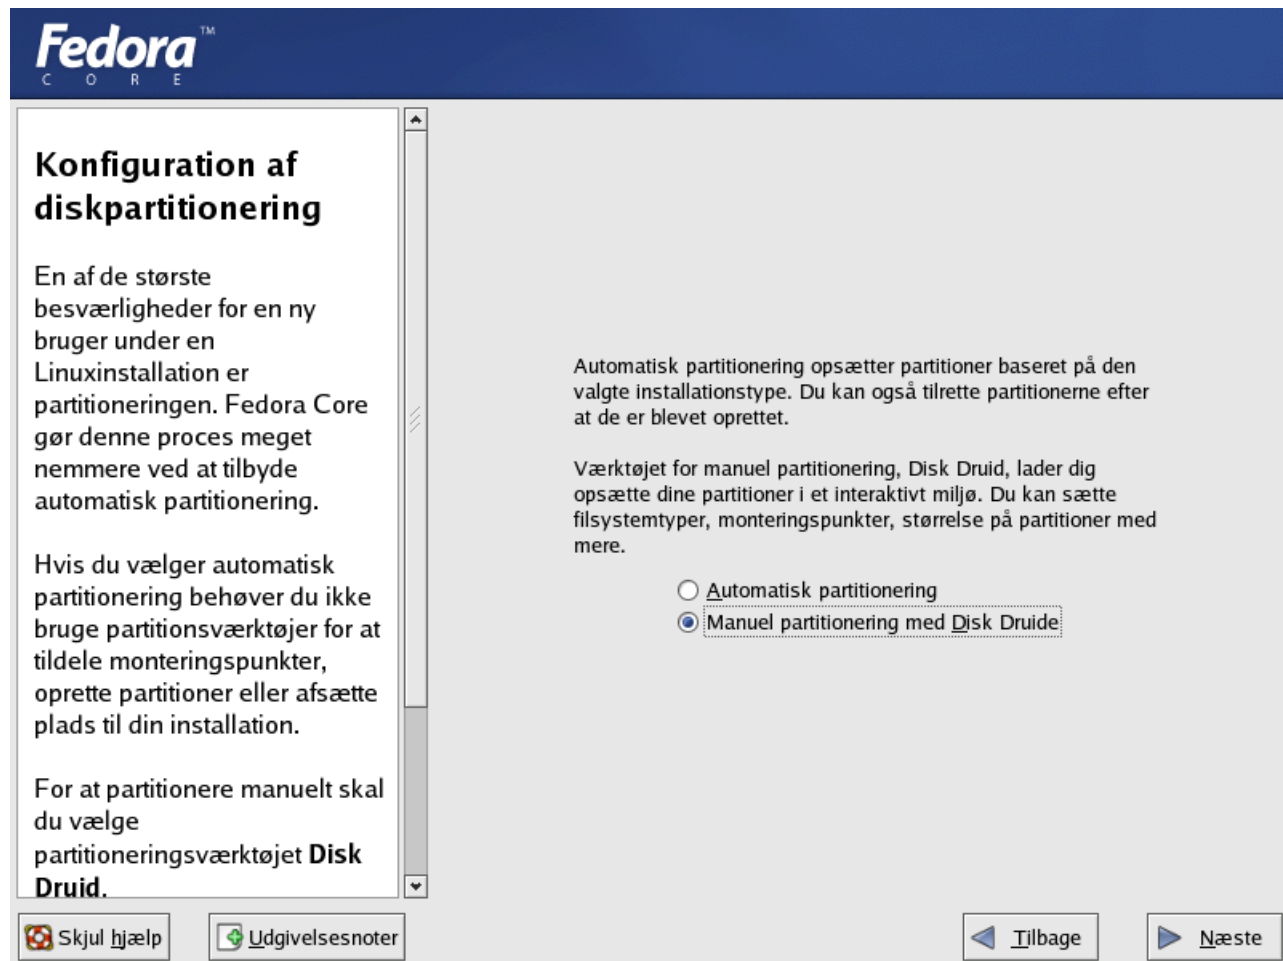 Fedora™
CORE
Konfiguration af
diskpartitionering
En af de største
besværligheder for en ny
bruger under en
Linuxinstallation er
partitioneringen. Fedora Core
gør denne proces meget
nemmere ved at tilbyde
automatisk partitionering.
Hvis du vælger automatisk
partitionering behøver du ikke
bruge partitionsværktøjer for at
tildele monteringspunkter,
oprette partitioner eller afsætte
plads til din installation.
For at partitionere manuelt skal
du vælge
partitioneringsværktøjet Disk
Druid.
Automatisk partitionering opsætter partitioner baseret på den
valgte installationstype. Du kan også tilrette partitionerne efter
at de er blevet oprettet.
Værktøjet for manuel partitionering, Disk Druid, lader dig
opsætte dine partitioner i et interaktivt miljø. Du kan sætte
filsystemtyper, monteringspunkter, størrelse på partitioner med
mere.
Automatisk partitionering
Manuel partitionering med Disk Druide
Skjul hjælp
Udgivelsesnoter
Tilbage
Næste